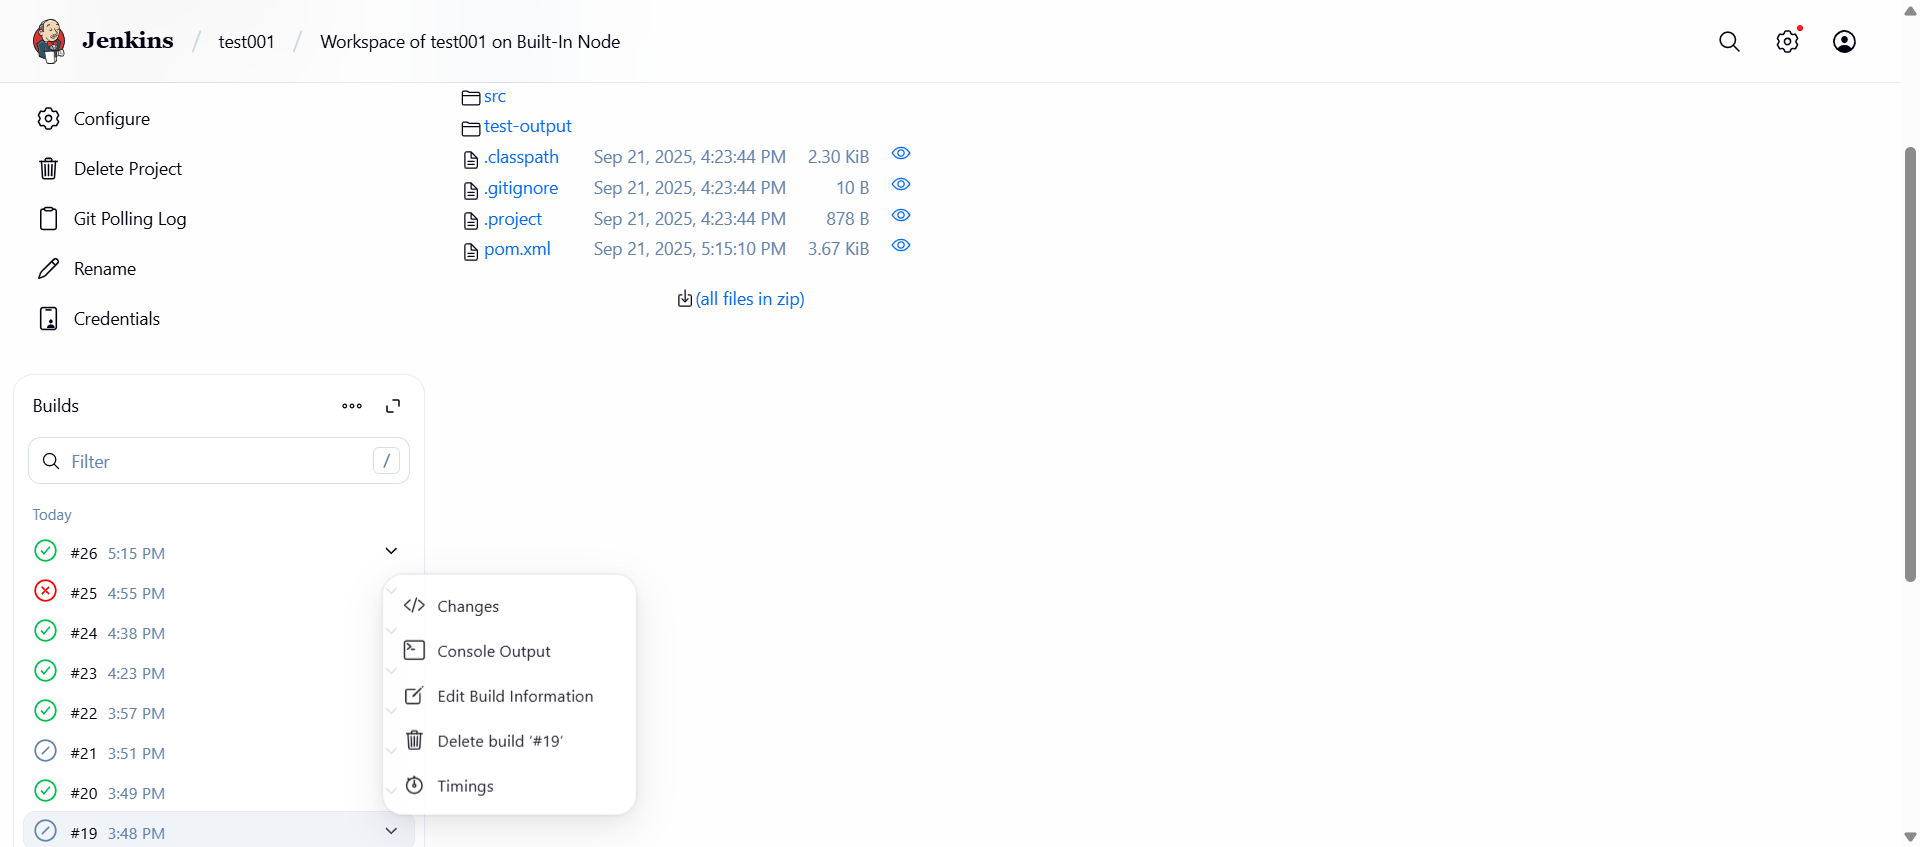 Jenkins / test001 / Workspace of test001 on Built-In Node
Configure
Delete Project
Git Polling Log
Rename
Credentials
src
test-output
.classpath Sep 21, 2025, 4:23:44 PM 2.30 KiB
.gitignore Sep 21, 2025, 4:23:44 PM 10 B
.project Sep 21, 2025, 4:23:44 PM 878 B
pom.xml Sep 21, 2025, 5:15:10 PM 3.67 KiB
(all files in zip)
Builds
Filter /
Today
#26 5:15 PM
#25 4:55 PM
#24 4:38 PM
#23 4:23 PM
#22 3:57 PM
#21 3:51 PM
#20 3:49 PM
#19 3:48 PM
Changes
Console Output
Edit Build Information
Delete build ‘#19’
Timings